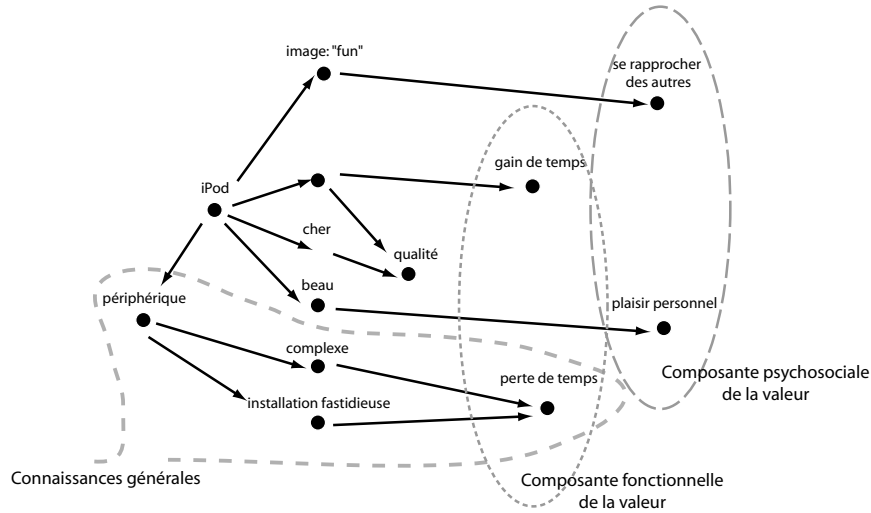 image: "fun"
se rapprocher
des autres
gain de temps
iPod
cher
qualité
beau
périphérique
plaisir personnel
complexe
Composante psychosociale
de la valeur
perte de temps
installation fastidieuse
Connaissances générales
Composante fonctionnelle
de la valeur